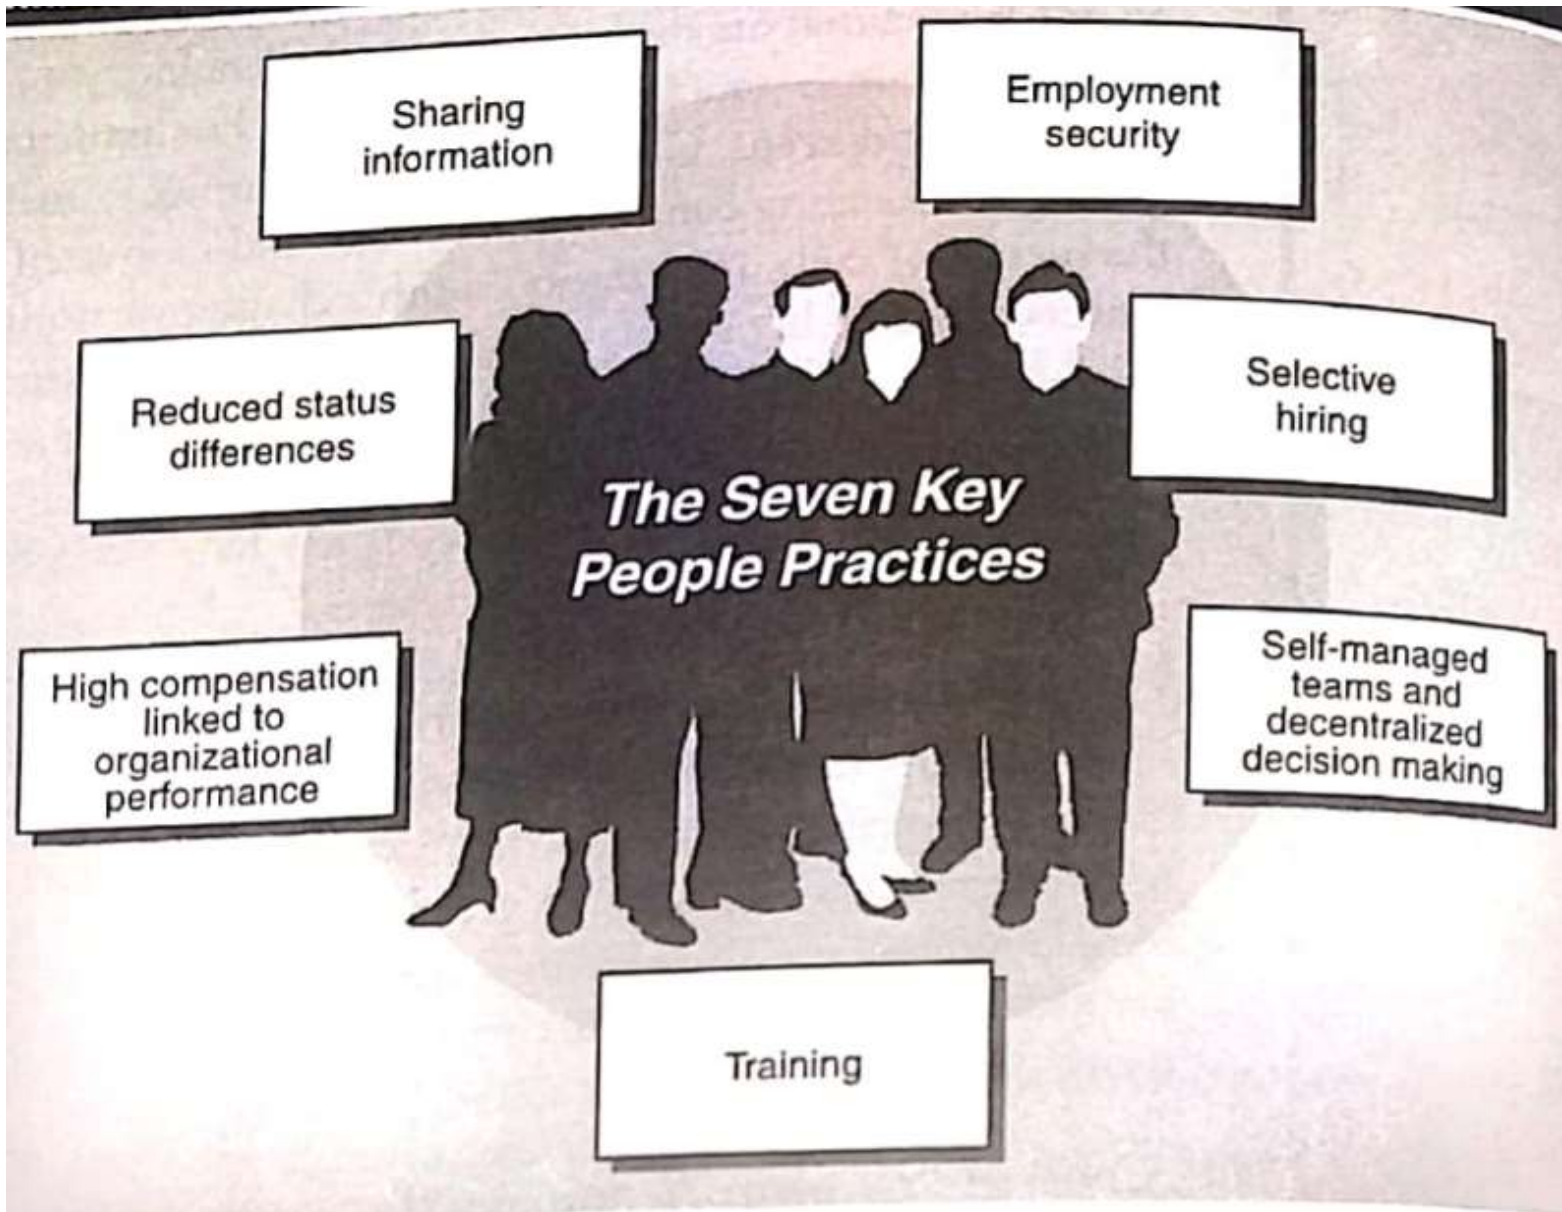 Sharing
information
Employment
security
Reduced status
differences
Selective
hiring
The Seven Key
People Practices
High compensation
linked to
organizational
performance
Self-managed
teams and
decentralized
decision making
Training